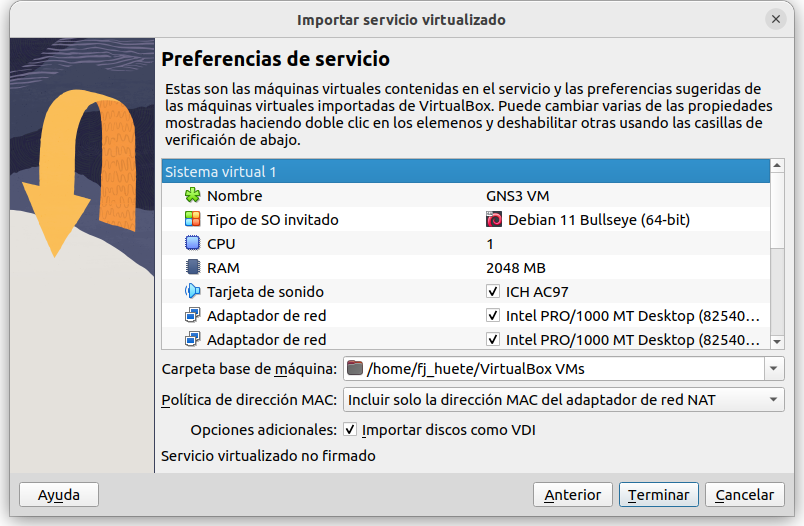 Importar servicio virtualizado
Preferencias de servicio
Estas son las máquinas virtuales contenidas en el servicio y las preferencias sugeridas de
las máquinas virtuales importadas de VirtualBox. Puede cambiar varias de las propiedades
mostradas haciendo doble clic en los elemenos y deshabilitar otras usando las casillas de
verificaión de abajo.
Sistema virtual 1
Nombre GNS3 VM
Tipo de SO invitado Debian 11 Bullseye (64-bit)
CPU 1
RAM 2048 MB
Tarjeta de sonido ICH AC97
Adaptador de red Intel PRO/1000 MT Desktop (82540...
Adaptador de red Intel PRO/1000 MT Desktop (82540...
Carpeta base de máquina: /home/fj_huete/VirtualBox VMs
Política de dirección MAC: Incluir solo la dirección MAC del adaptador de red NAT
Opciones adicionales: Importar discos como VDI
Servicio virtualizado no firmado
Ayuda Anterior Terminar Cancelar